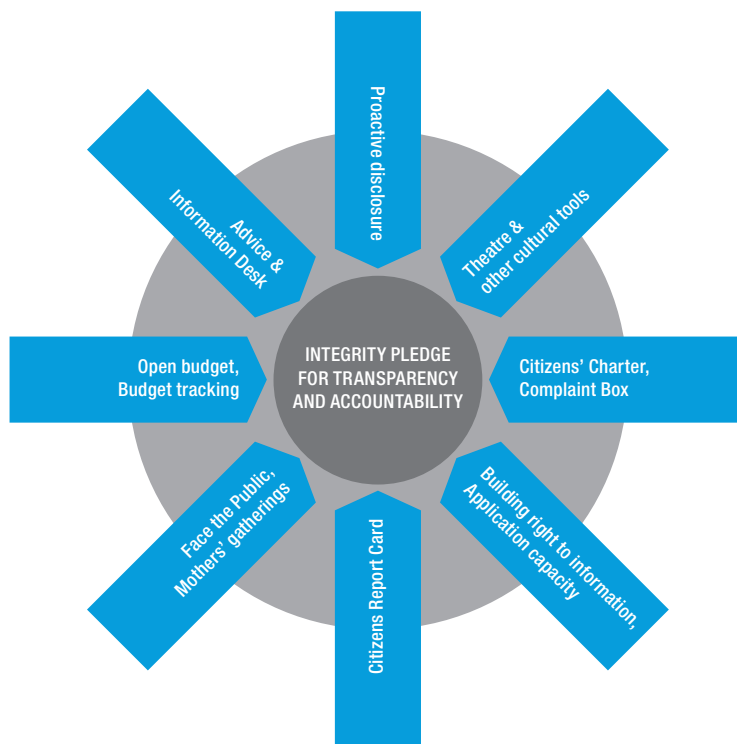 Proactive disclosure
Theatre &
other cultural tools
Citizens’ Charter,
Complaint Box
Building right to information,
Application capacity
Citizens Report Card
Face the Public,
Mothers’ gatherings
Open budget,
Budget tracking
Advice &
Information Desk
INTEGRITY PLEDGE
FOR TRANSPARENCY
AND ACCOUNTABILITY